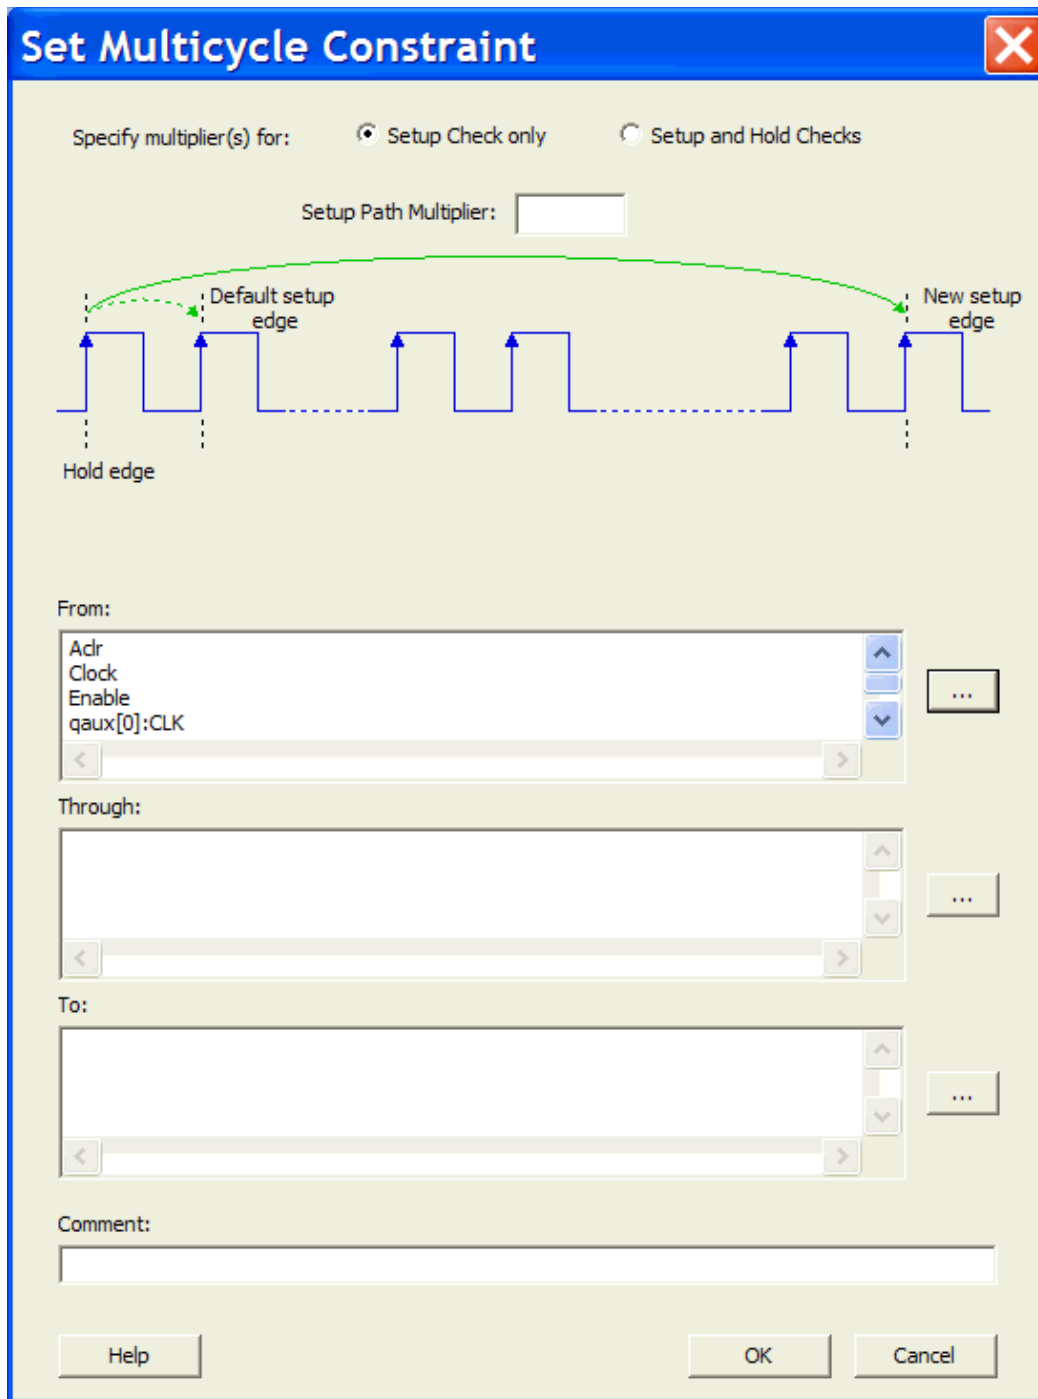 Set Multicycle Constraint
Specify multiplier(s) for: Setup Check only Setup and Hold Checks
Setup Path Multiplier:
Default setup edge
New setup edge
Hold edge
From:
Aclr
Clock
Enable
qaux[0]:CLK
...
Through:
...
To:
...
Comment:
Help OK Cancel